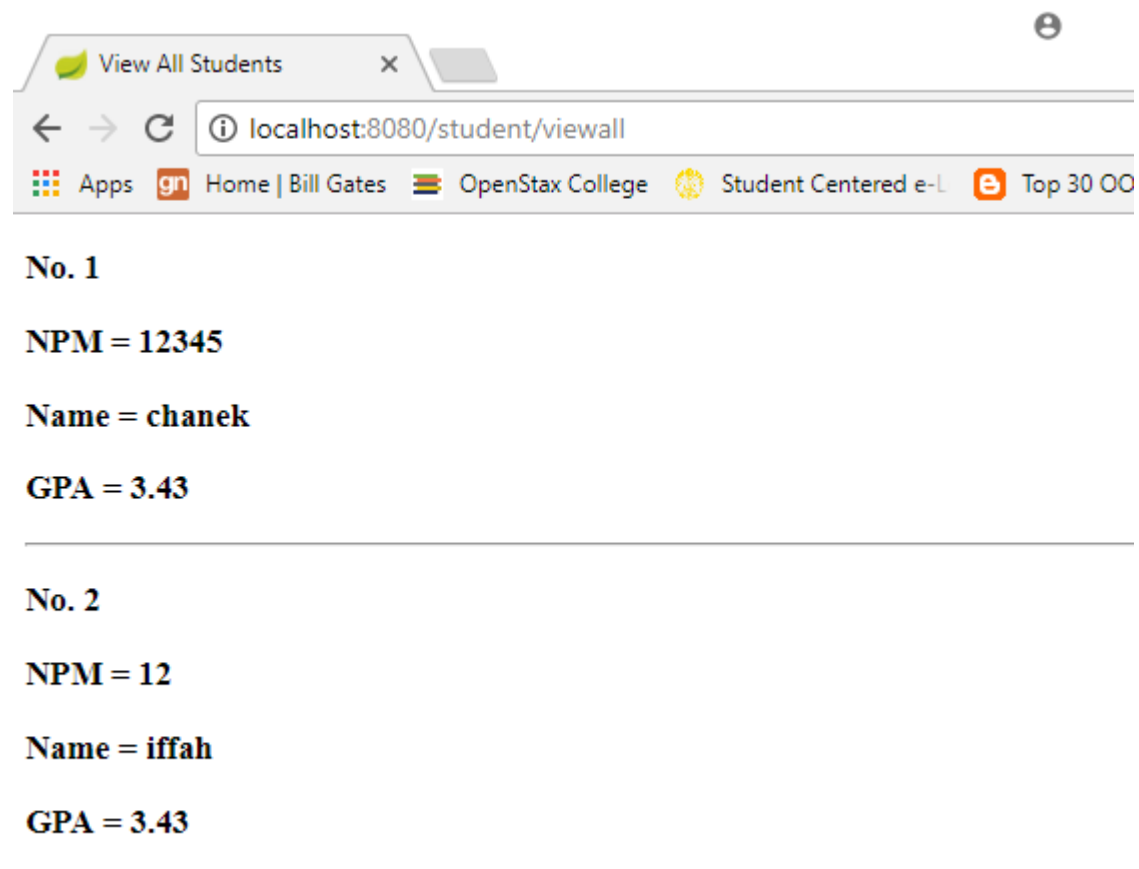 View All Students
localhost:8080/student/viewall
Apps gn Home | Bill Gates OpenStax College Student Centered e-L Top 30 OO
No. 1
NPM = 12345
Name = chanek
GPA = 3.43
No. 2
NPM = 12
Name = iffah
GPA = 3.43